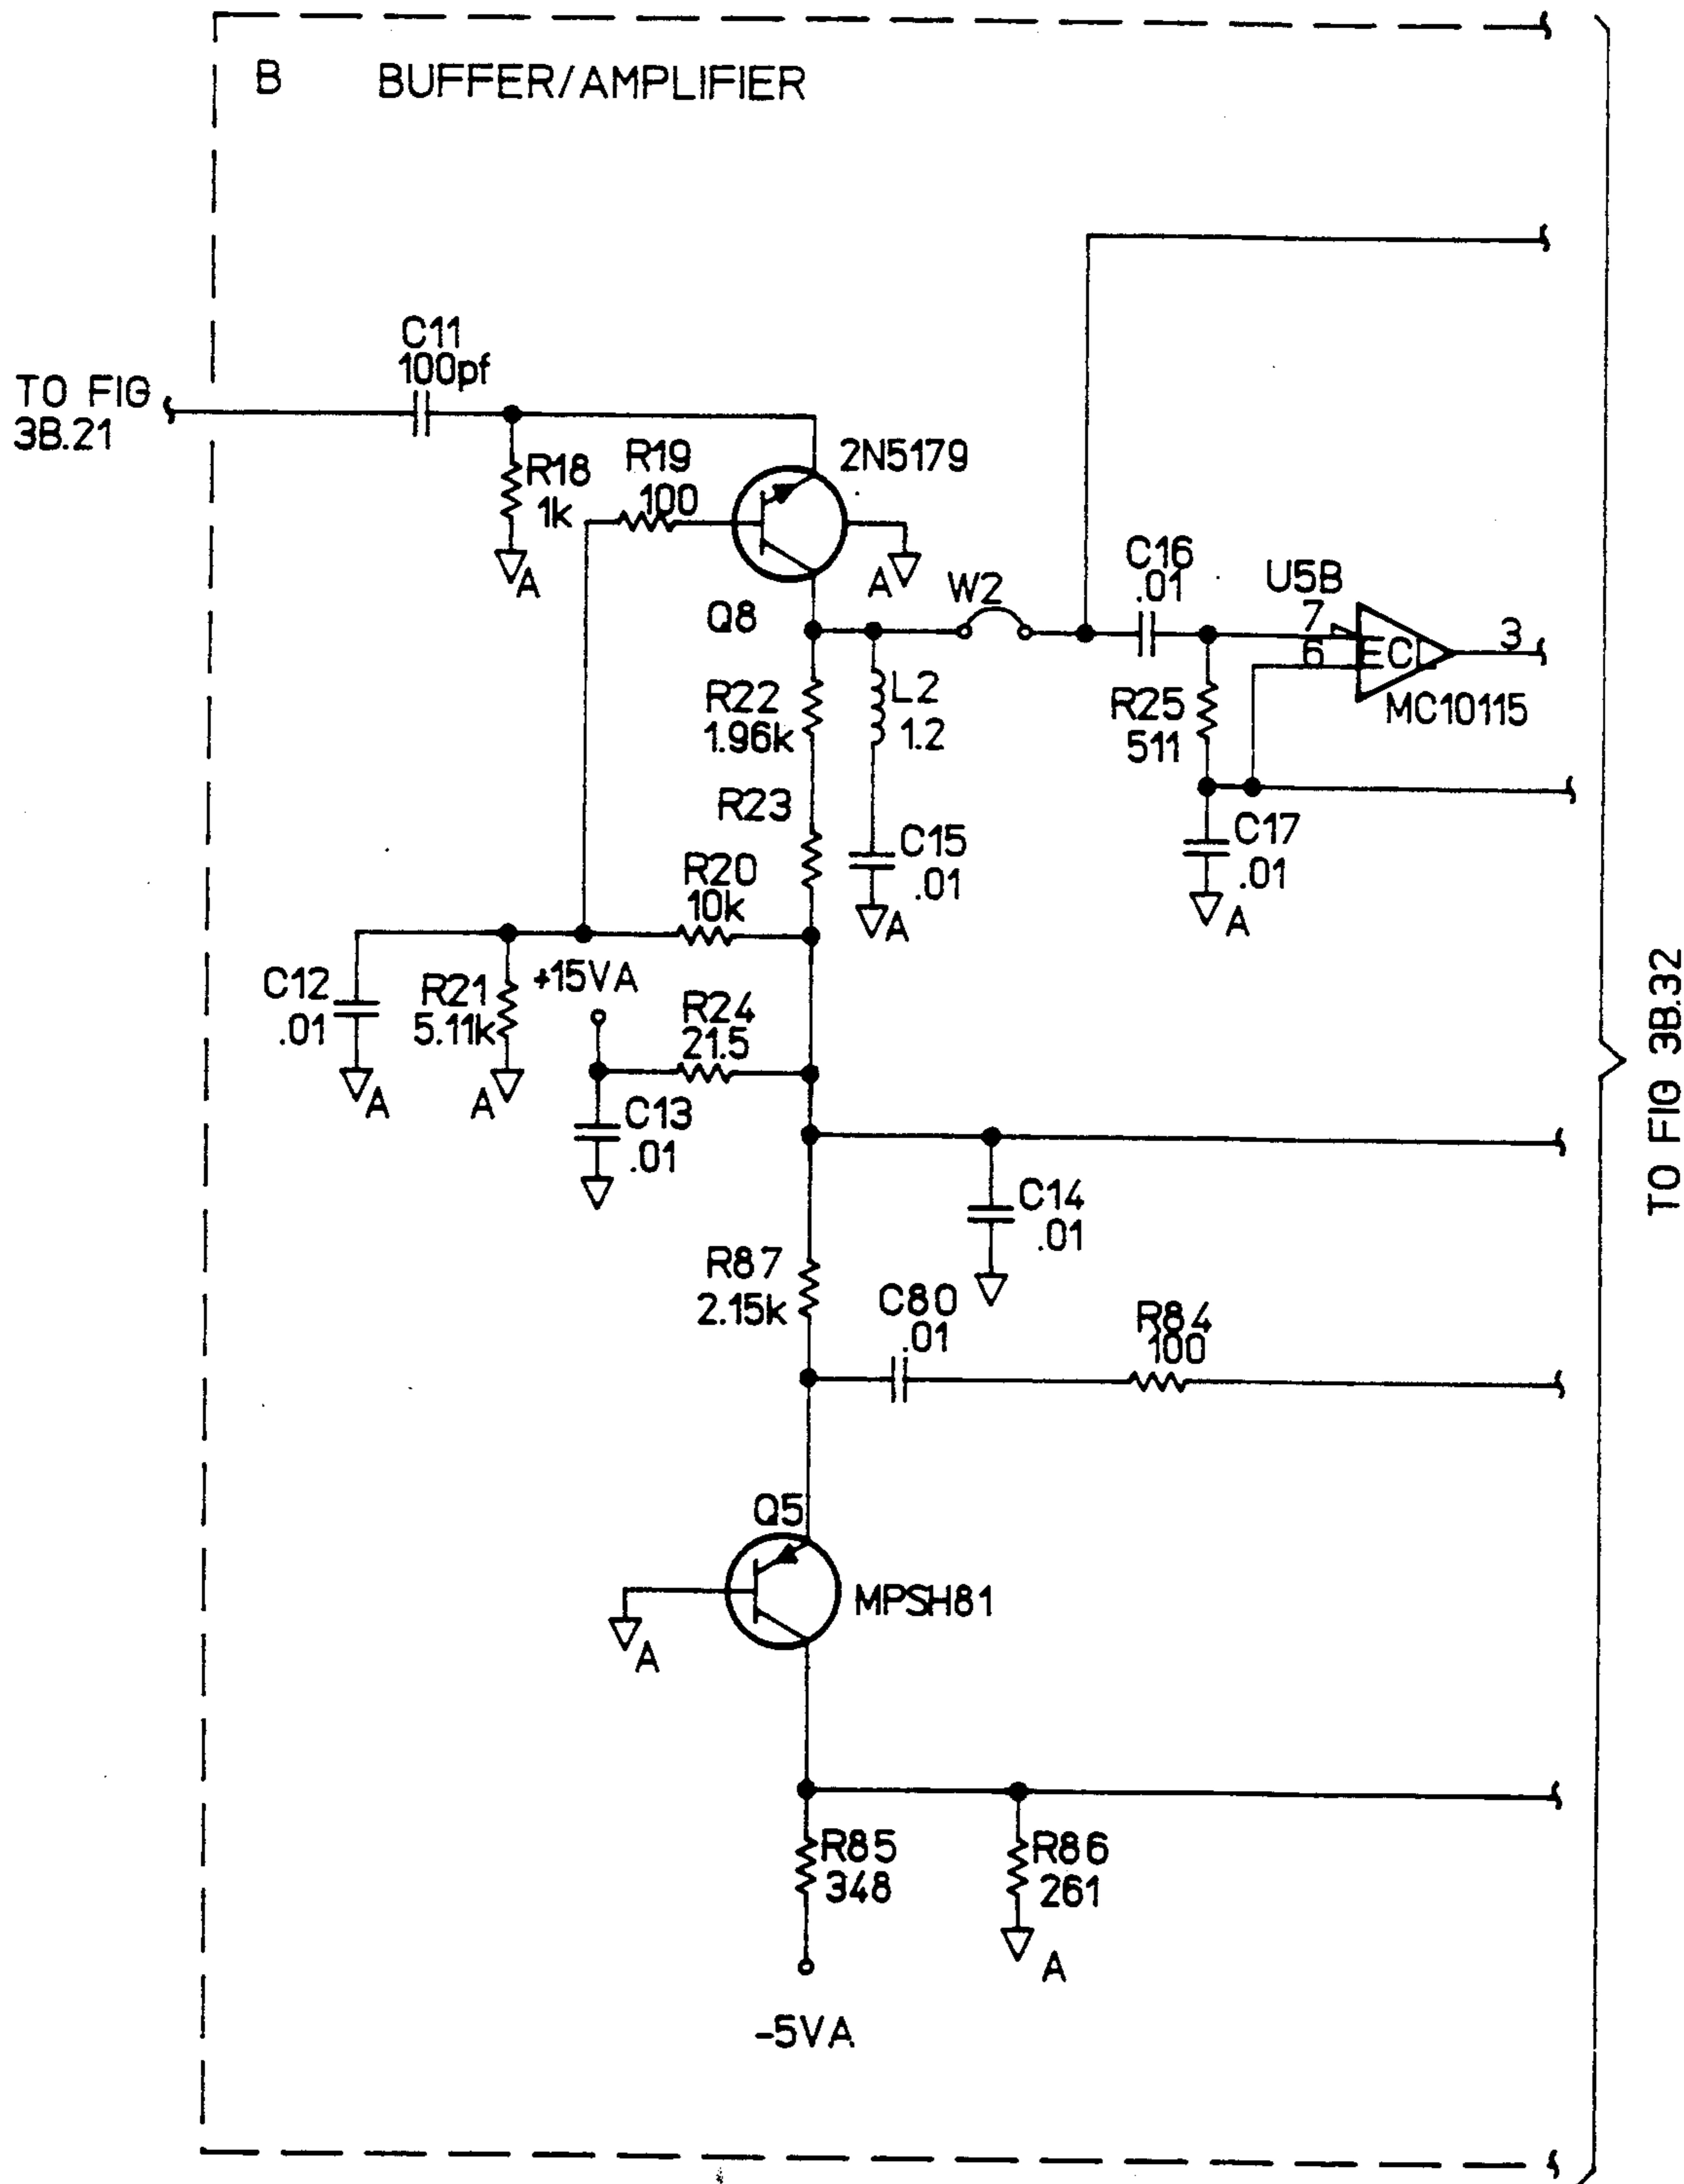 B BUFFER/AMPLIFIER
C11
100pf
TO FIG
3B.21
R18
1k
R19
100
2N5179
A
A
Q8
W2
C16
.01
U5B
7
6
EC
3
MC10115
R22
1.96k
L2
1.2
R25
511
R23
C15
.01
A
C17
.01
A
R20
10k
C12
.01
A
R21
5.11k
A
+15VA
R24
21.5
C13
.01
C14
.01
TO FIG 3B.32
R87
2.15k
C80
.01
R84
100
Q5
MPSH81
A
R85
348
R86
261
A
-5VA